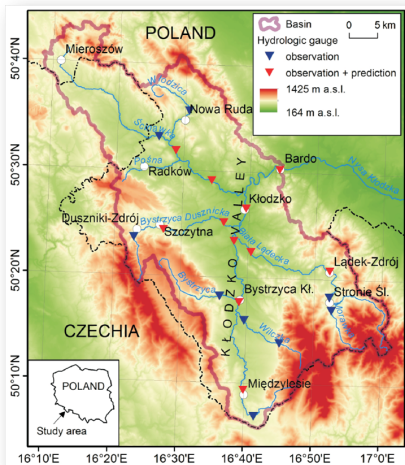 POLAND
Basin
0 5 km
Hydrologic gauge
observation
observation + prediction
1425 m a.s.l.
164 m a.s.l.
Mieroszów
Włodzica
Nowa Ruda
Ścinawka
Pośna
Radków
Bardo
Nysa Kłodzka
Kłodzko
Duszniki-Zdrój
Bystrzyca Dusznicka
Szczytna
Biała Lądecka
Lądek-Zdrój
KŁODZKO VALLEY
Bystrzyca
Bystrzyca Kł.
Stronie Śl.
Morawka
Wilczka
CZECHIA
Międzylesie
POLAND
Study area
50°40'N
50°30'N
50°20'N
50°10'N
16°10'E 16°20'E 16°30'E 16°40'E 16°50'E 17°E